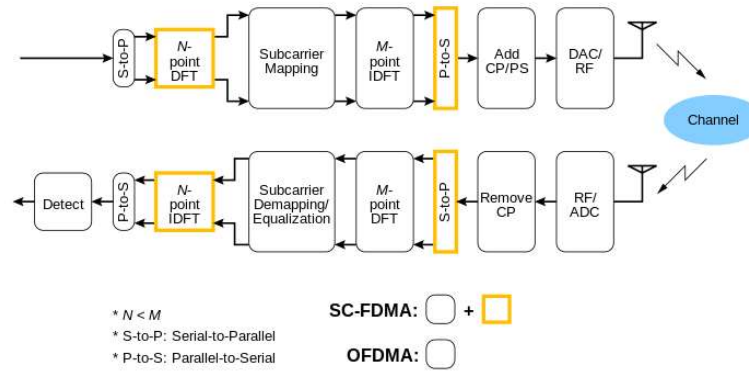 S-to-P
N-
point
DFT
Subcarrier
Mapping
M-
point
IDFT
P-to-S
Add
CP/PS
DAC/
RF
Channel
Detect
P-to-S
N-
point
IDFT
Subcarrier
Demapping/
Equalization
M-
point
DFT
S-to-P
Remove
CP
RF/
ADC
* N < M
* S-to-P: Serial-to-Parallel
* P-to-S: Parallel-to-Serial
SC-FDMA: +
OFDMA: